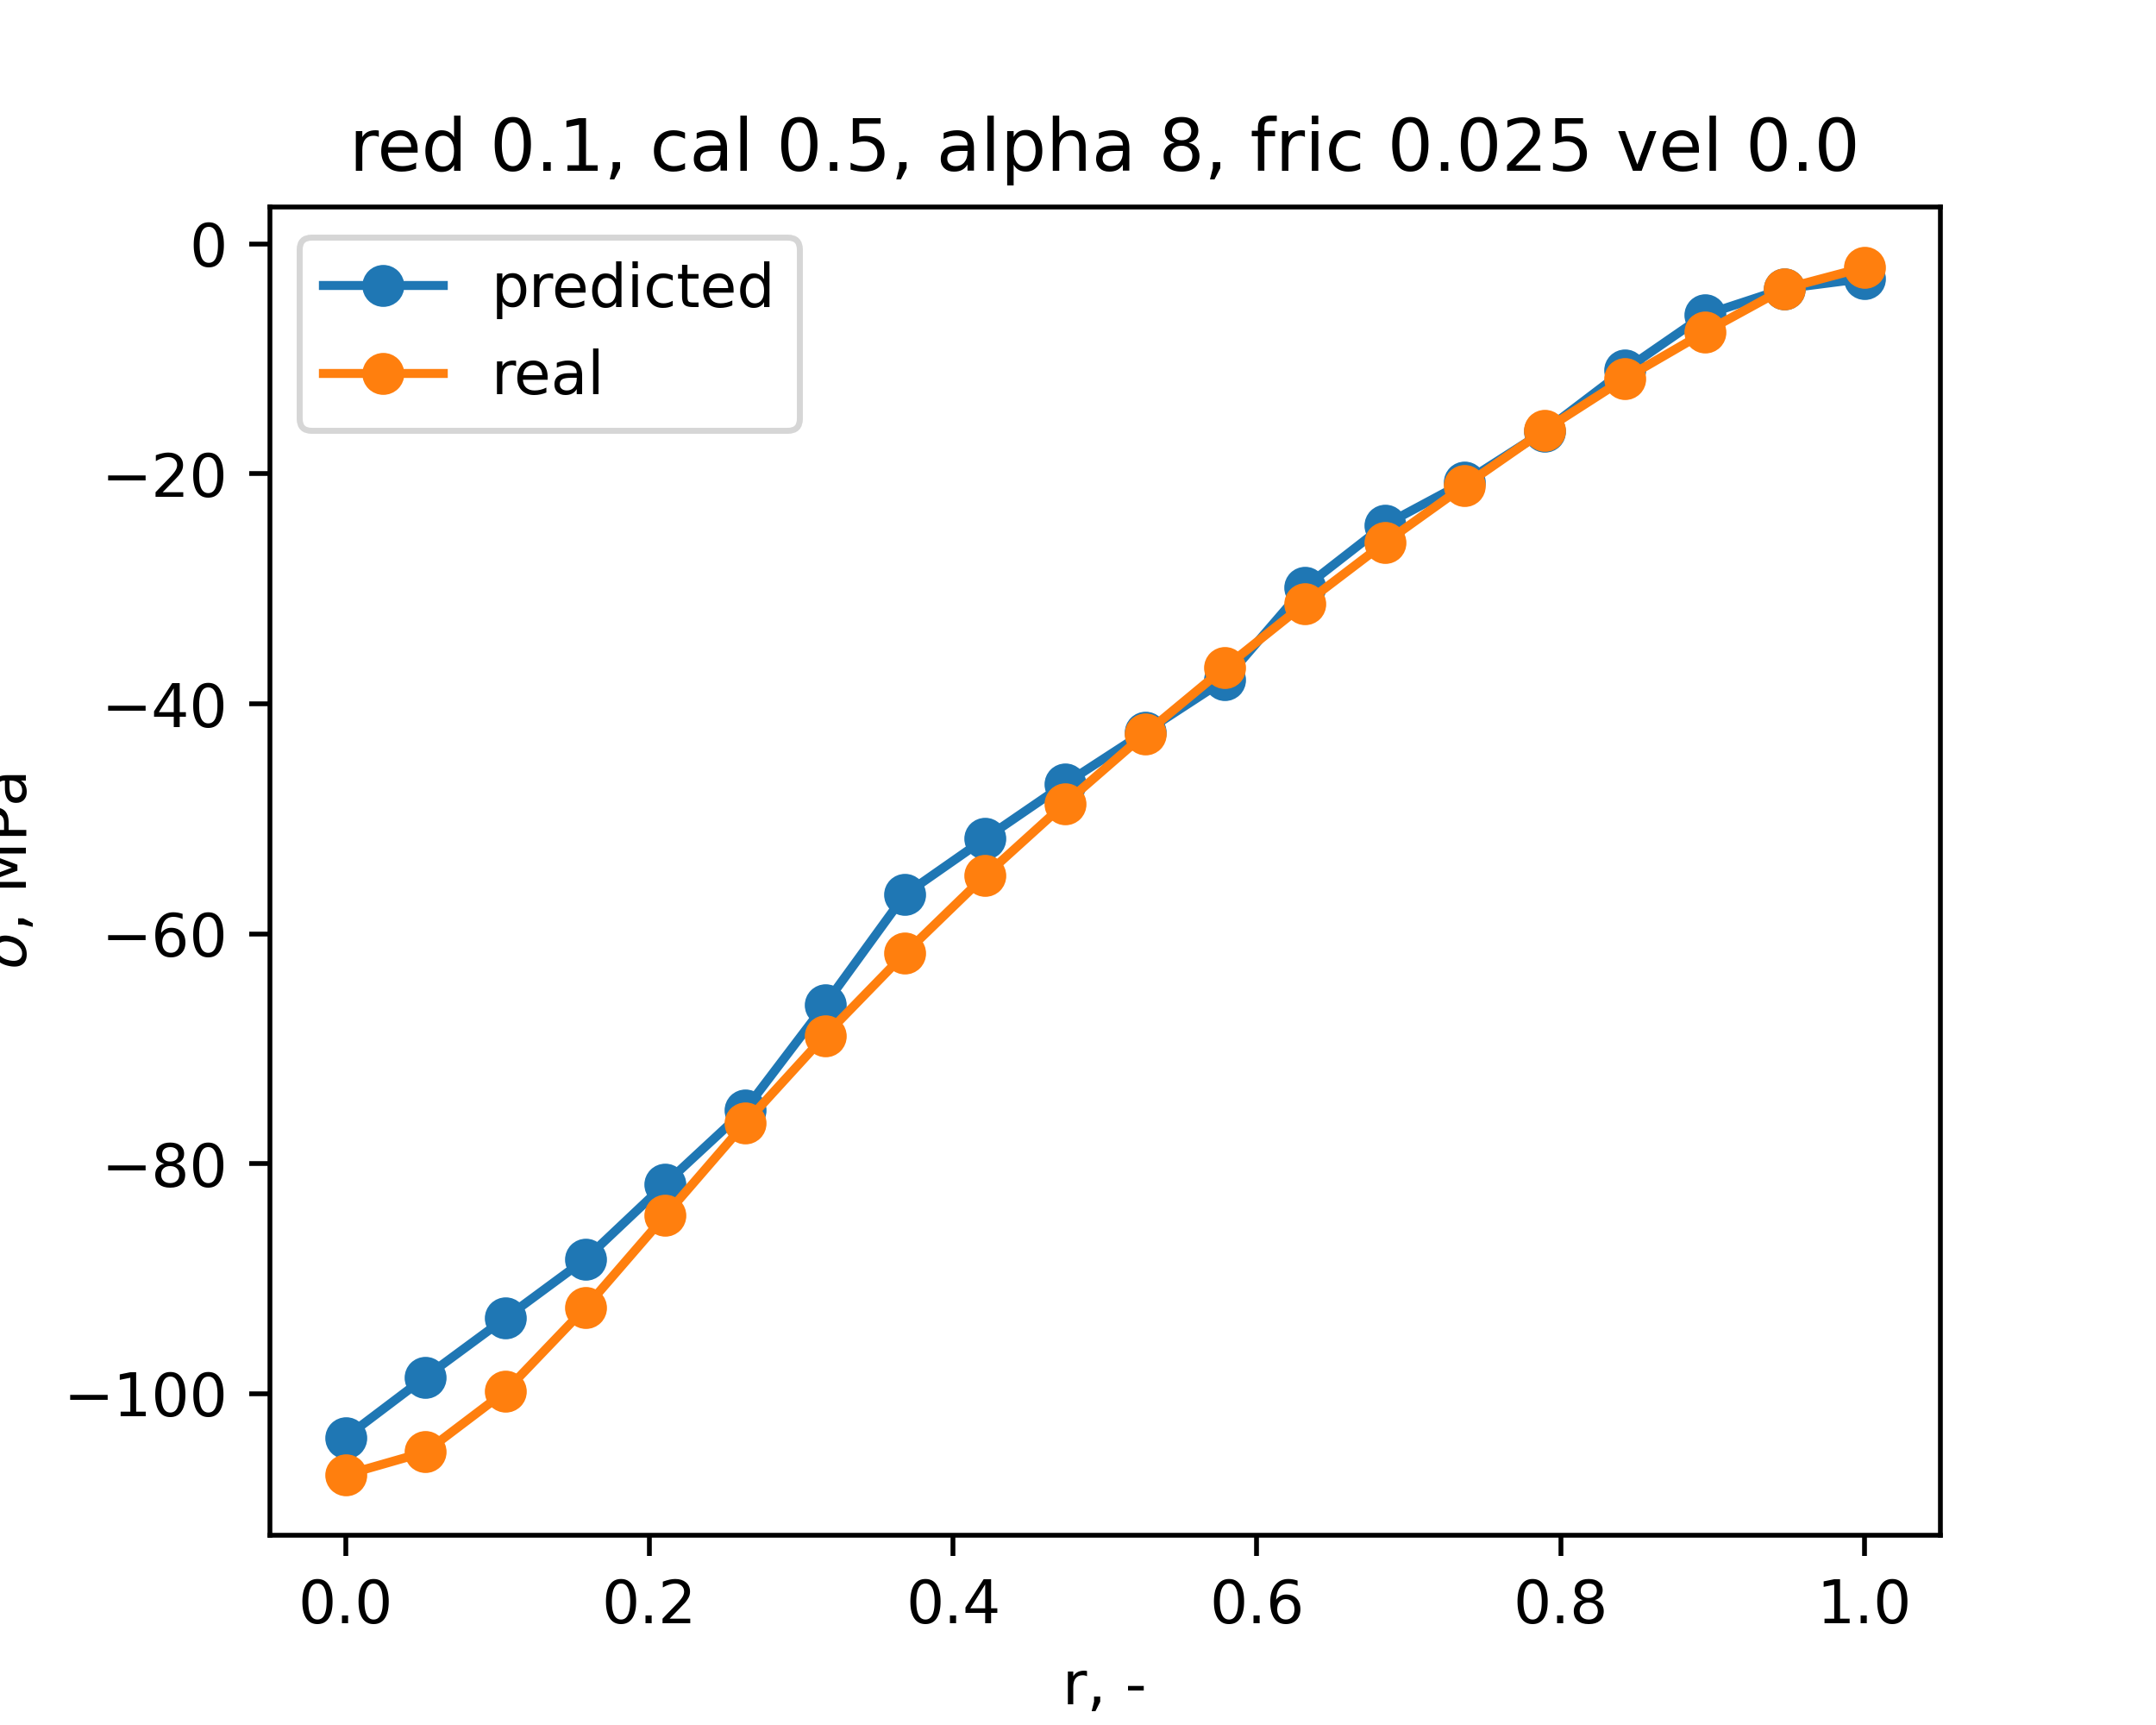 red 0.1, cal 0.5, alpha 8, fric 0.025 vel 0.0
predicted
real
0
−20
−40
−60
−80
−100
, MPa
0.0 0.2 0.4 0.6 0.8 1.0
r, -